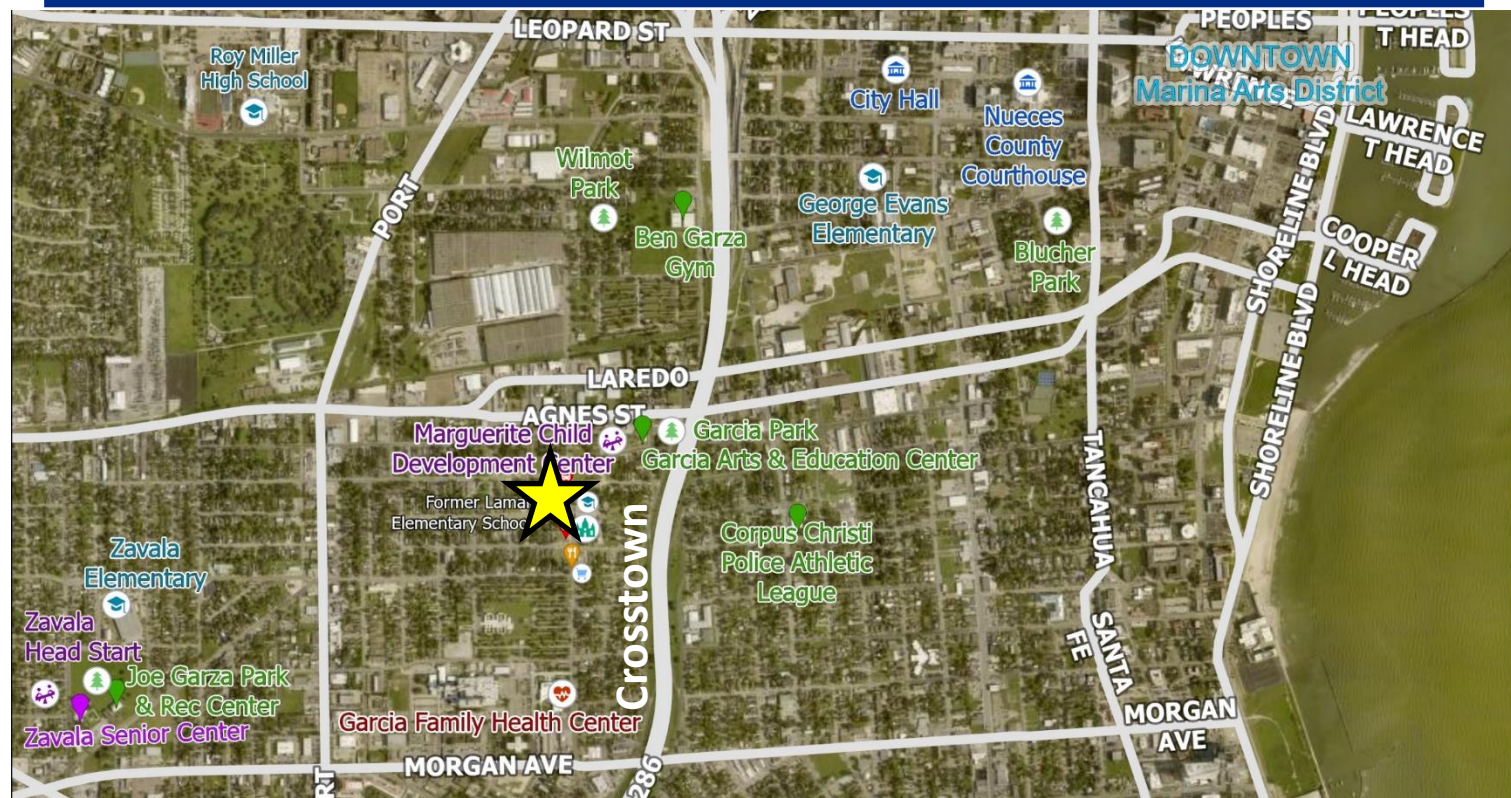 LEOPARD ST
PEOPLES
PEOPLES
T HEAD
DOWNTOWN
Marina Arts District
LAWRENCE
T HEAD
Roy Miller
High School
City Hall
Nueces
County
Courthouse
Wilmot
Park
PORT
George Evans
Elementary
Ben Garza
Gym
Blucher
Park
SHORELINE BLVD
COOPER
L HEAD
SHORELINE BLVD
LAREDO
AGNES ST
Marguerite Child
Development Center
Garcia Park
Garcia Arts & Education Center
TANCAHUA
Former Lamar
Elementary School
Crosstown
Corpus Christi
Police Athletic
League
Zavala
Elementary
Zavala
Head Start
Joe Garza Park
& Rec Center
Zavala Senior Center
SANTA
FE
Garcia Family Health Center
MORGAN
AVE
MORGAN AVE
286